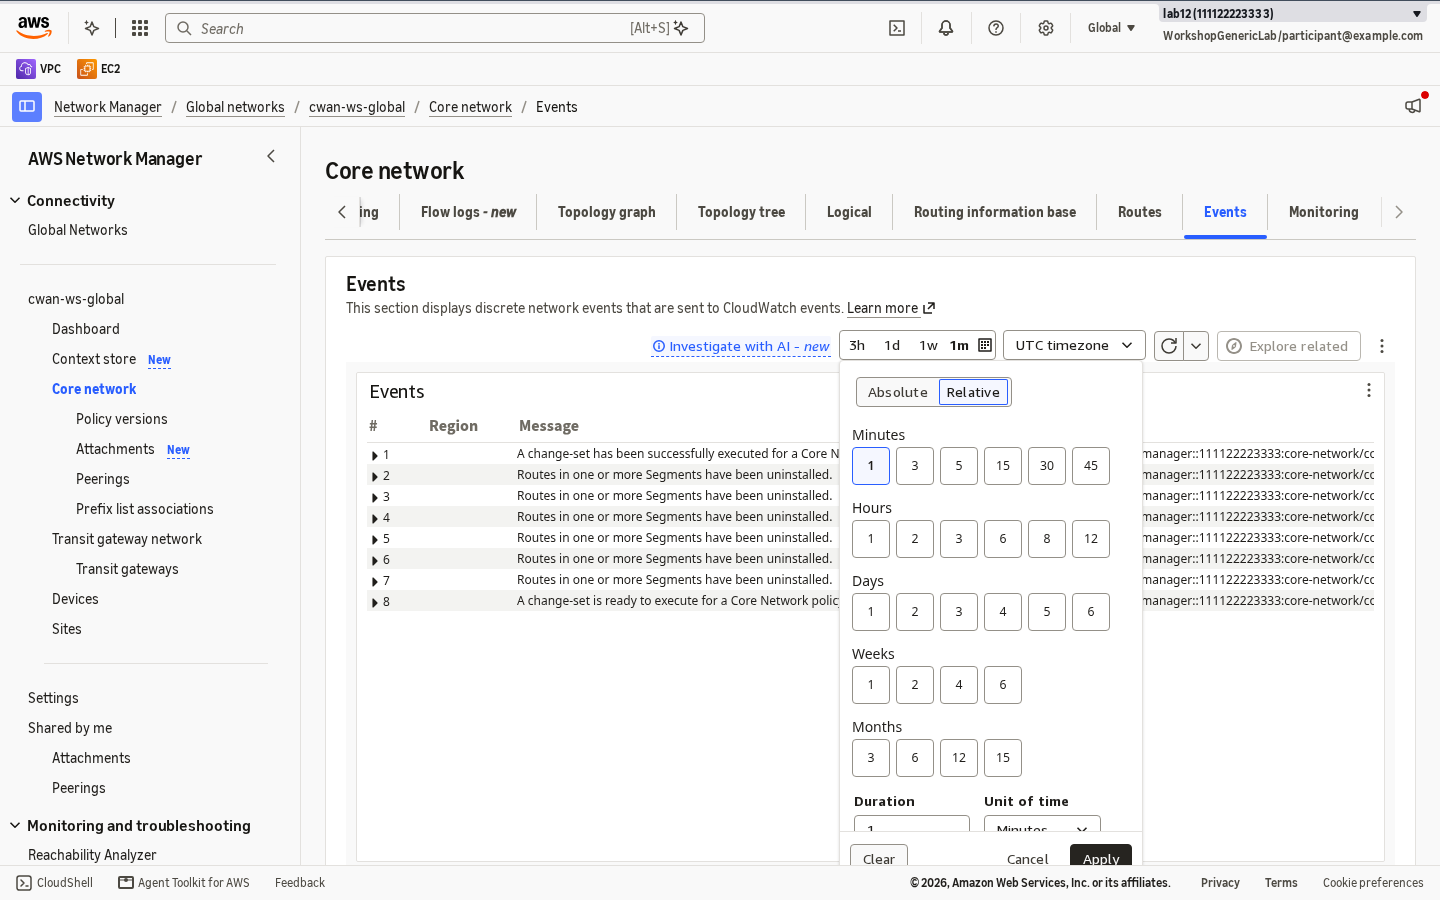 aws
Search
[Alt+S]
Global
lab12 (111122223333)
WorkshopGenericLab/participant@example.com
VPC
EC2
Network Manager / Global networks / cwan-ws-global / Core network / Events
AWS Network Manager
Connectivity
Global Networks
cwan-ws-global
Dashboard
Context store New
Core network
Policy versions
Attachments New
Peerings
Prefix list associations
Transit gateway network
Transit gateways
Devices
Sites
Settings
Shared by me
Attachments
Peerings
Monitoring and troubleshooting
Reachability Analyzer
Core network
ing
Flow logs - new
Topology graph
Topology tree
Logical
Routing information base
Routes
Events
Monitoring
Events
This section displays discrete network events that are sent to CloudWatch events. Learn more
Investigate with AI - new
3h 1d 1w 1m
UTC timezone
Explore related
Events
# Region Message
1 A change-set has been successfully executed for a Core N manager::111122223333:core-network/cc
2 Routes in one or more Segments have been uninstalled. manager::111122223333:core-network/cc
3 Routes in one or more Segments have been uninstalled. manager::111122223333:core-network/cc
4 Routes in one or more Segments have been uninstalled. manager::111122223333:core-network/cc
5 Routes in one or more Segments have been uninstalled. manager::111122223333:core-network/cc
6 Routes in one or more Segments have been uninstalled. manager::111122223333:core-network/cc
7 Routes in one or more Segments have been uninstalled. manager::111122223333:core-network/cc
8 A change-set is ready to execute for a Core Network policy manager::111122223333:core-network/cc
Absolute Relative
Minutes
1 3 5 15 30 45
Hours
1 2 3 6 8 12
Days
1 2 3 4 5 6
Weeks
1 2 4 6
Months
3 6 12 15
Duration Unit of time
1 Minutes
Clear Cancel Apply
CloudShell
Agent Toolkit for AWS
Feedback
© 2026, Amazon Web Services, Inc. or its affiliates.
Privacy
Terms
Cookie preferences